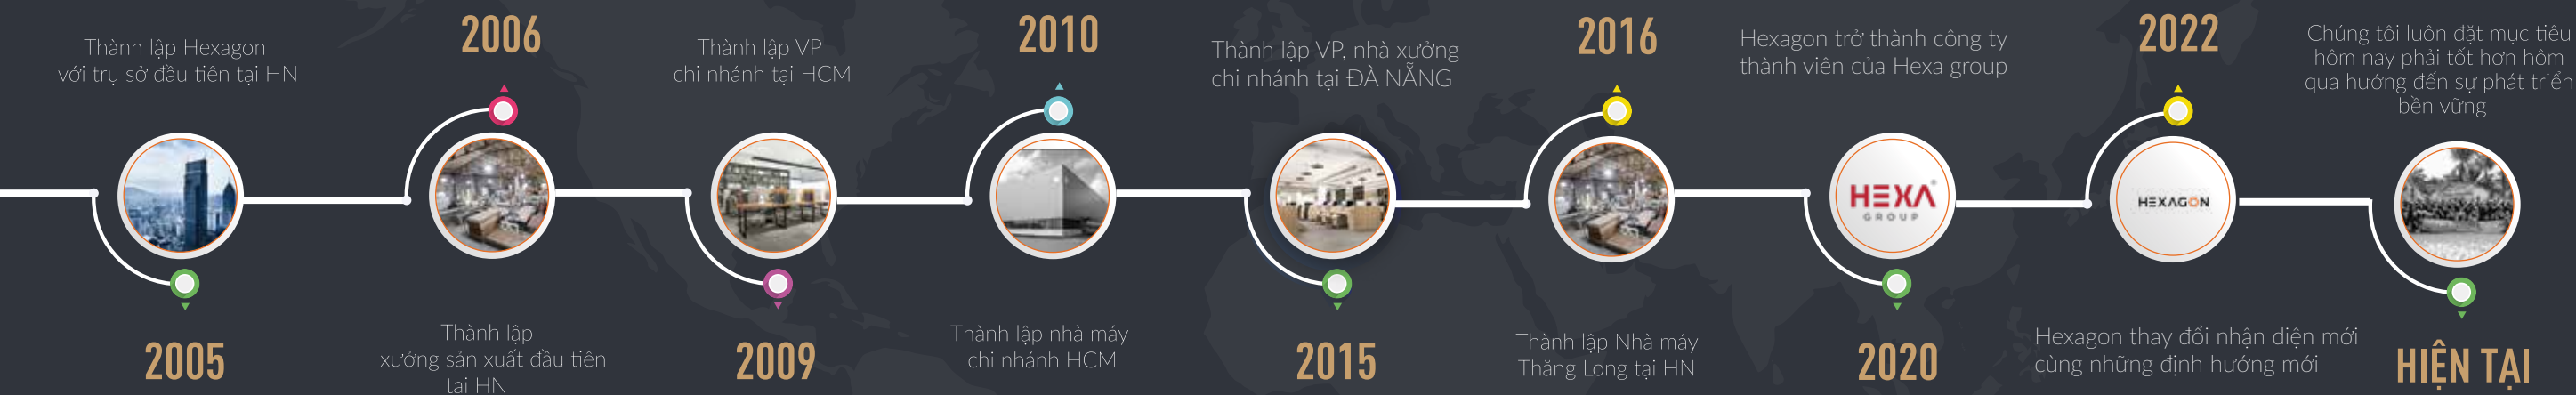 Thành lập Hexagon
với trụ sở đầu tiên tại HN
2005
2006
Thành lập
xưởng sản xuất đầu tiên
tại HN
Thành lập VP
chi nhánh tại HCM
2009
2010
Thành lập nhà máy
chi nhánh HCM
Thành lập VP, nhà xưởng
chi nhánh tại ĐÀ NẴNG
2015
2016
Thành lập Nhà máy
Thăng Long tại HN
Hexagon trở thành công ty
thành viên của Hexa group
HEXA
GROUP
2020
2022
HEXAGON
Hexagon thay đổi nhận diện mới
cùng những định hướng mới
Chúng tôi luôn đặt mục tiêu
hôm nay phải tốt hơn hôm
qua hướng đến sự phát triển
bền vững
HIỆN TẠI